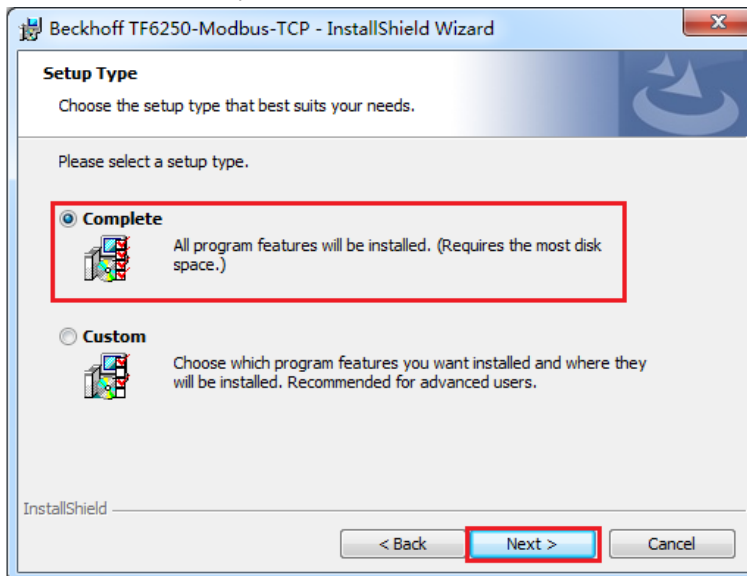 Beckhoff TF6250-Modbus-TCP - InstallShield Wizard
Setup Type
Choose the setup type that best suits your needs.
Please select a setup type.
Complete
All program features will be installed. (Requires the most disk
space.)
Custom
Choose which program features you want installed and where they
will be installed. Recommended for advanced users.
InstallShield
< Back Next > Cancel